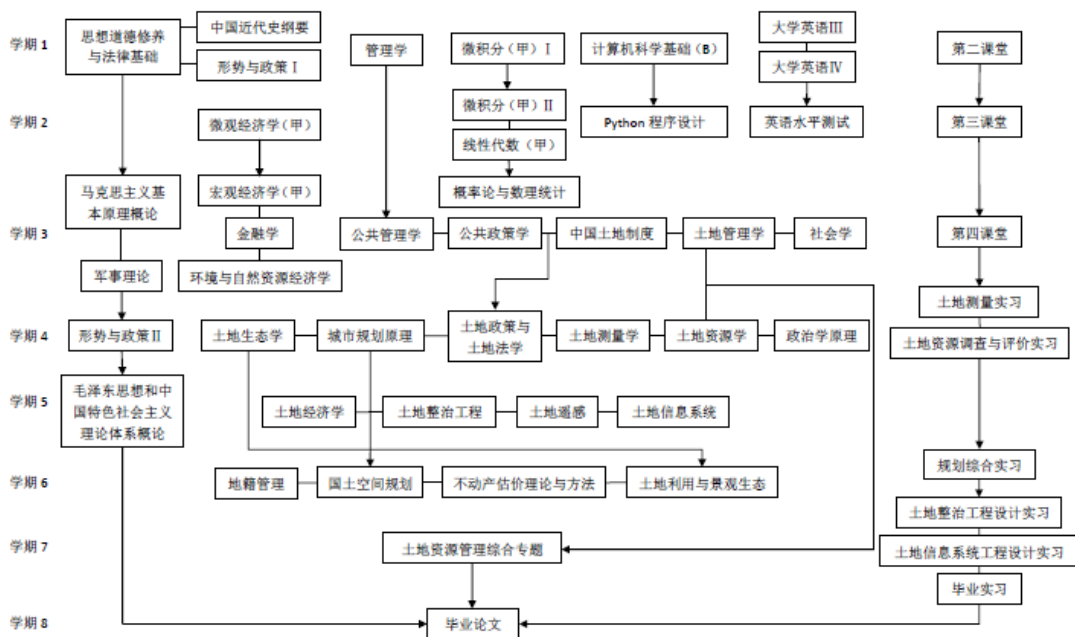 学期 1
思想道德修养
与法律基础
中国近代史纲要
形势与政策 I
管理学
微积分（甲）I
计算机科学基础（B）
大学英语III
大学英语IV
第二课堂
学期 2
微观经济学（甲）
微积分（甲）II
线性代数（甲）
Python 程序设计
英语水平测试
第三课堂
马克思主义基
本原理概论
宏观经济学（甲）
概率论与数理统计
学期 3
金融学
公共管理学
公共政策学
中国土地制度
土地管理学
社会学
第四课堂
军事理论
环境与自然资源经济学
土地测量实习
学期 4
形势与政策II
土地生态学
城市规划原理
土地政策与
土地法学
土地测量学
土地资源学
政治学原理
土地资源调查与评价实习
学期 5
毛泽东思想和中
国特色社会主义
理论体系概论
土地经济学
土地整治工程
土地遥感
土地信息系统
学期 6
地籍管理
国土空间规划
不动产估价理论与方法
土地利用与景观生态
规划综合实习
土地整治工程设计实习
学期 7
土地资源管理综合专题
土地信息系统工程设计实习
毕业实习
学期 8
毕业论文